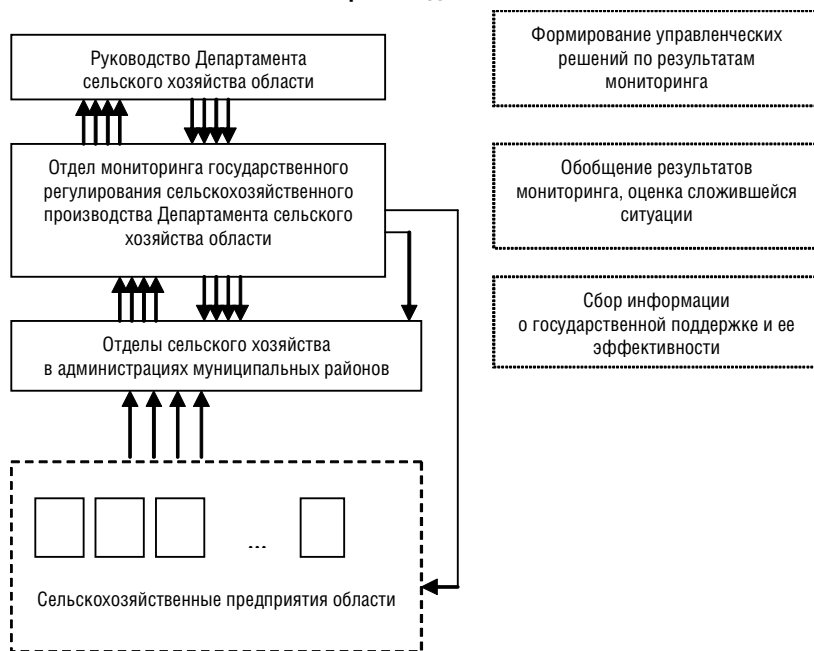 Руководство Департамента
сельского хозяйства области
Формирование управленческих
решений по результатам
мониторинга
Отдел мониторинга государственного
регулирования сельскохозяйственного
производства Департамента сельского
хозяйства области
Обобщение результатов
мониторинга, оценка сложившейся
ситуации
Отделы сельского хозяйства
в администрациях муниципальных районов
Сбор информации
о государственной поддержке и ее
эффективности
...
Сельскохозяйственные предприятия области